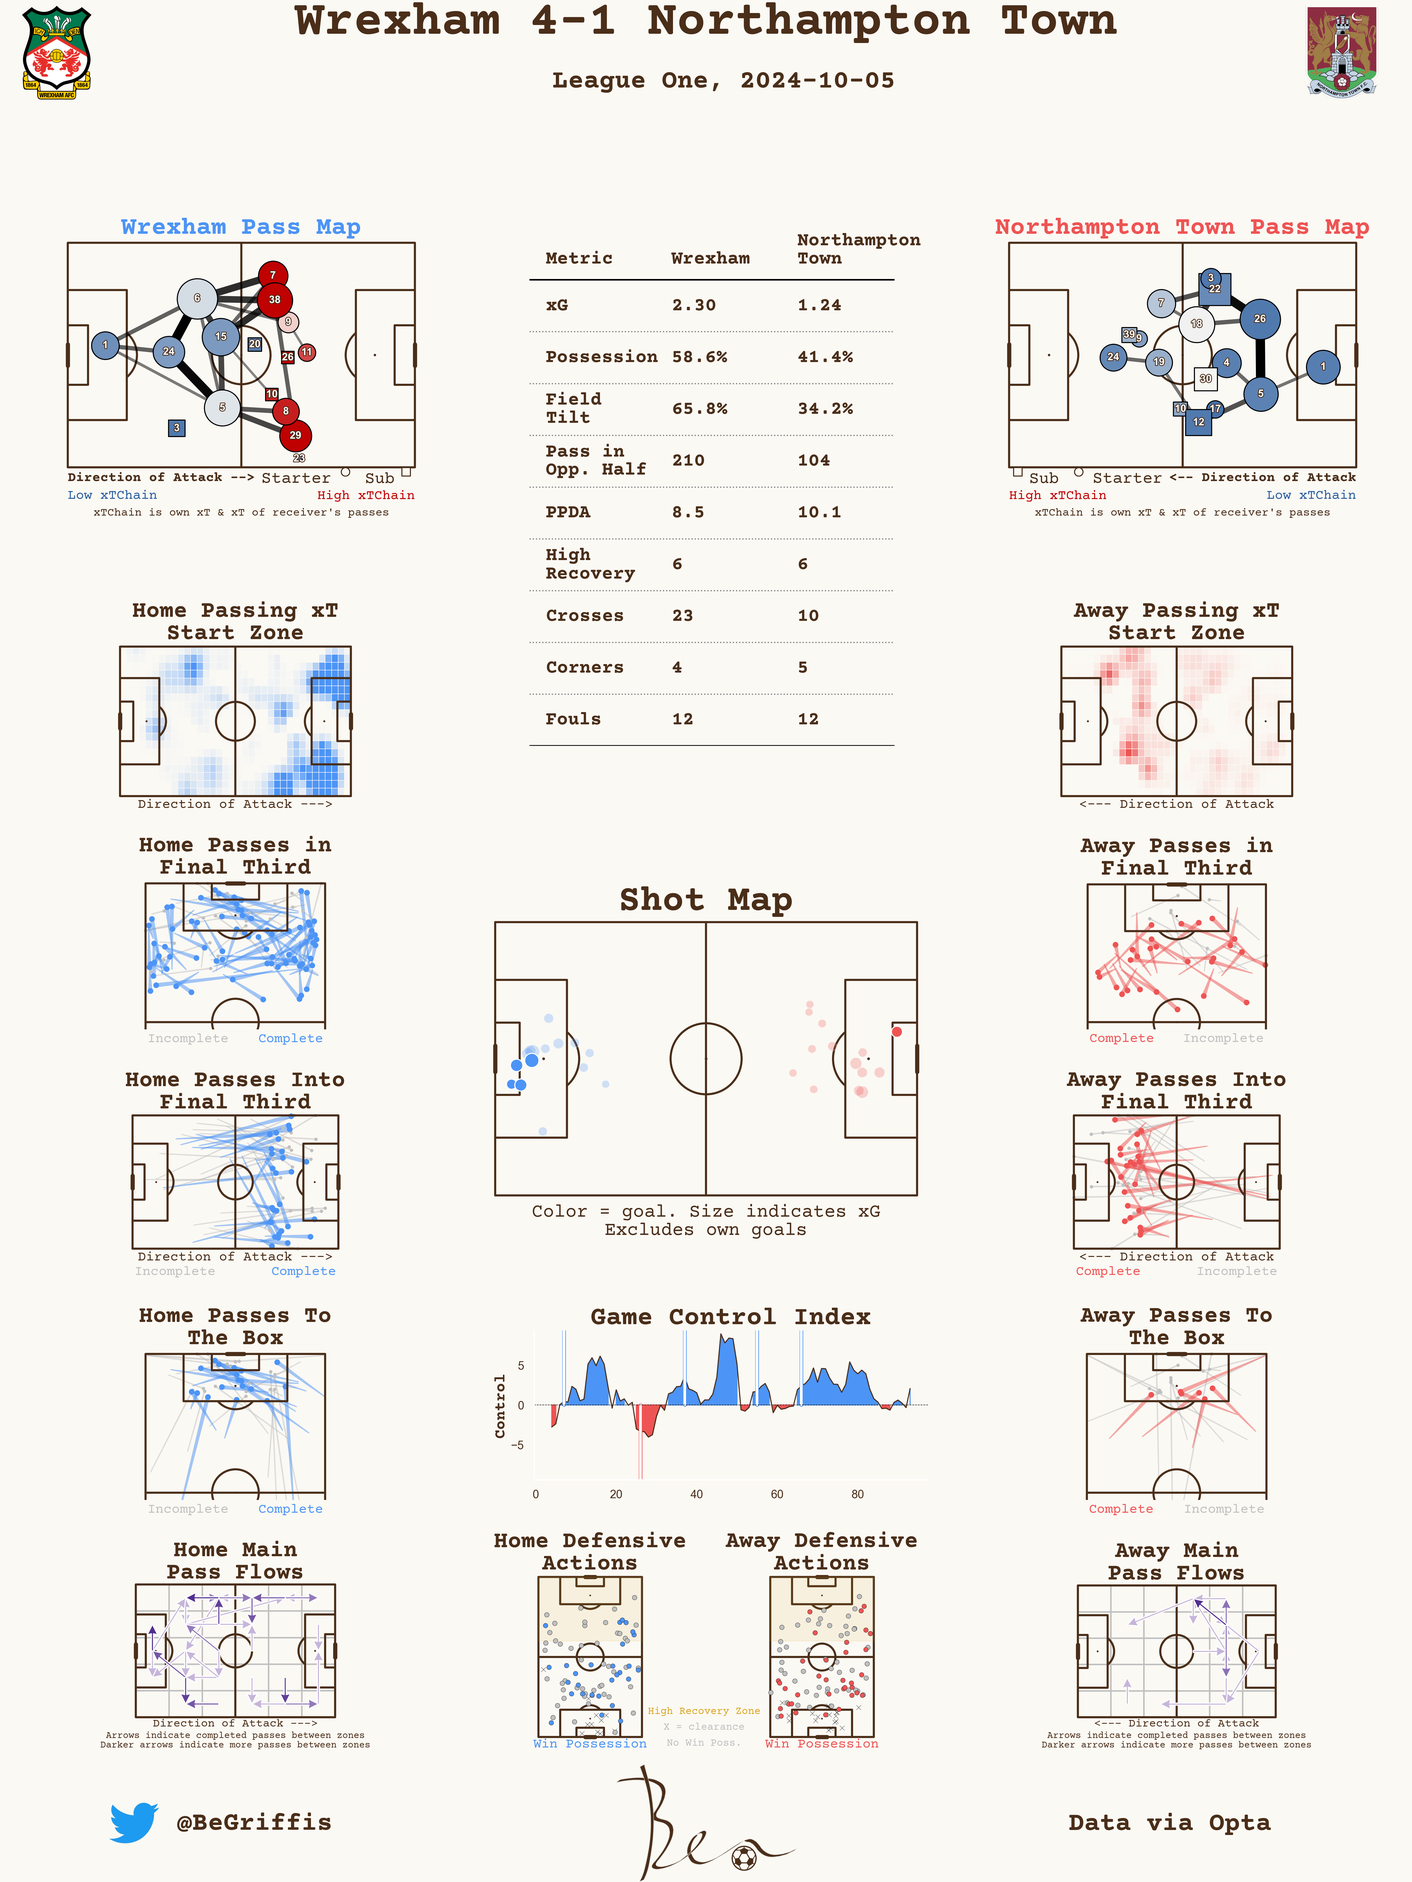 Wrexham 4-1 Northampton Town
League One, 2024-10-05
1864 1864
WREXHAM AFC
NORTHAMPTON TOWN F.C.
Wrexham Pass Map
7
6
38
9
15
20
1
24
11
26
10
5
8
3
29
23
Direction of Attack --> Starter Sub
Low xTChain High xTChain
xTChain is own xT & xT of receiver's passes
Metric Wrexham Northampton Town
xG 2.30 1.24
Possession 58.6% 41.4%
Field Tilt 65.8% 34.2%
Pass in Opp. Half 210 104
PPDA 8.5 10.1
High Recovery 6 6
Crosses 23 10
Corners 4 5
Fouls 12 12
Northampton Town Pass Map
3
22
7
18
26
39
9
24
19
4
1
30
5
10
17
12
Sub Starter <-- Direction of Attack
High xTChain Low xTChain
xTChain is own xT & xT of receiver's passes
Home Passing xT
Start Zone
Direction of Attack --->
Away Passing xT
Start Zone
<--- Direction of Attack
Home Passes in
Final Third
Incomplete Complete
Shot Map
Color = goal. Size indicates xG
Excludes own goals
Away Passes in
Final Third
Complete Incomplete
Home Passes Into
Final Third
Direction of Attack --->
Incomplete Complete
Away Passes Into
Final Third
<--- Direction of Attack
Complete Incomplete
Home Passes To
The Box
Incomplete Complete
Game Control Index
Control
5
0
−5
0 20 40 60 80
Away Passes To
The Box
Complete Incomplete
Home Main
Pass Flows
Direction of Attack --->
Arrows indicate completed passes between zones
Darker arrows indicate more passes between zones
Home Defensive
Actions
Win Possession
High Recovery Zone
X = clearance
No Win Poss.
Away Defensive
Actions
Win Possession
Away Main
Pass Flows
<--- Direction of Attack
Arrows indicate completed passes between zones
Darker arrows indicate more passes between zones
@BeGriffis
Ben
Data via Opta